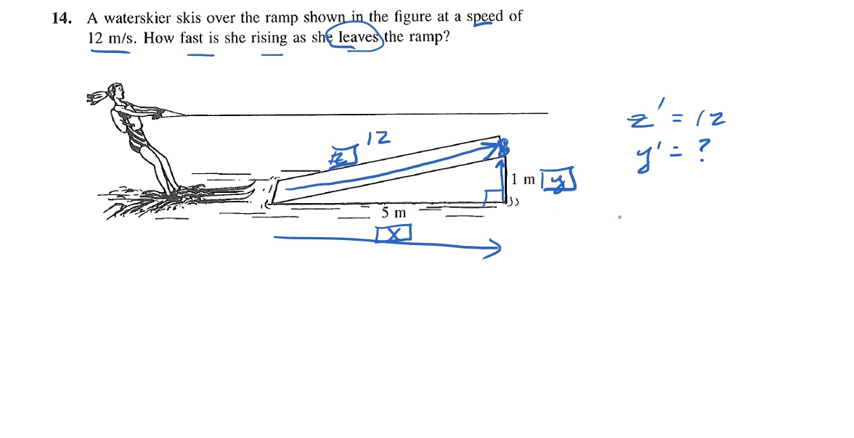 14. A waterskier skis over the ramp shown in the figure at a speed of
12 m/s. How fast is she rising as she leaves the ramp?
z' = 12
y' = ?
z 12
1 m y
5 m
x